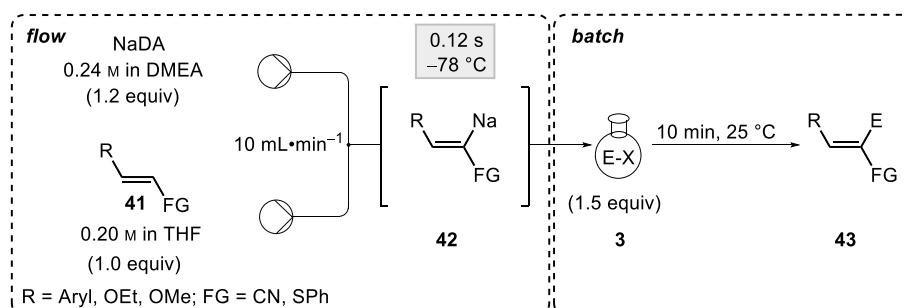 flow
NaDA
0.24 M in DMEA
(1.2 equiv)
R
41
FG
0.20 M in THF
(1.0 equiv)
R = Aryl, OEt, OMe; FG = CN, SPh
10 mL•min⁻¹
0.12 s
–78 °C
R
Na
FG
42
batch
E-X
(1.5 equiv)
3
10 min, 25 °C
R
E
FG
43